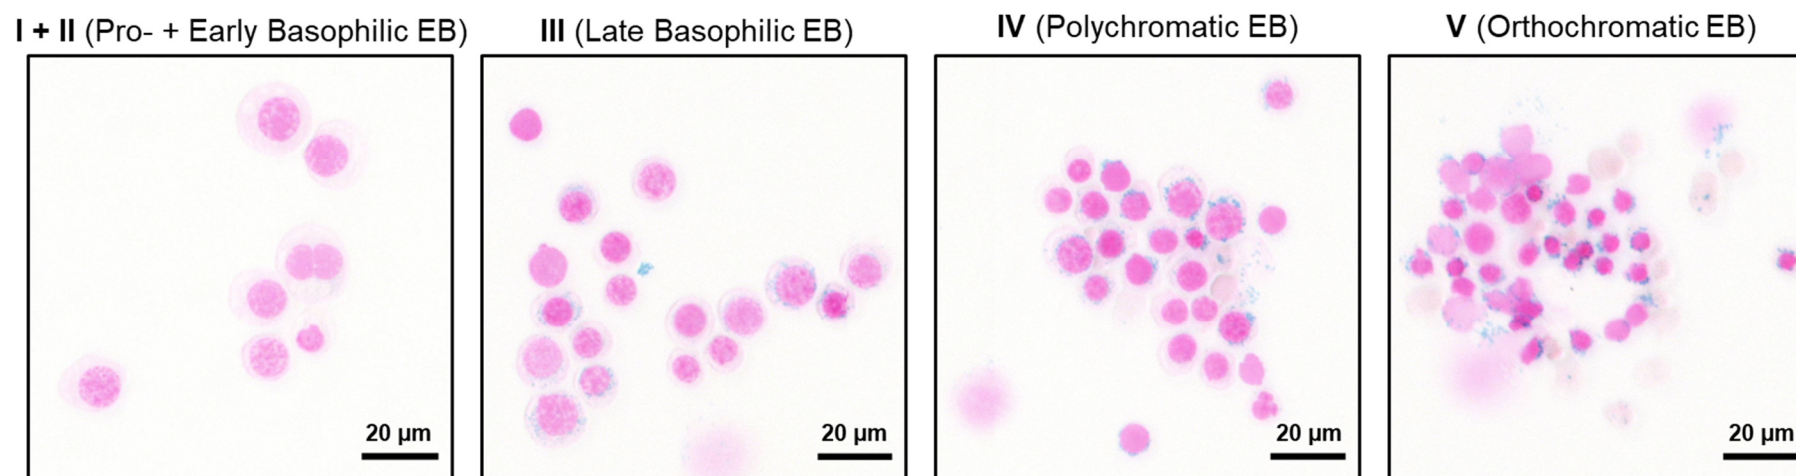 I + II (Pro- + Early Basophilic EB)
III (Late Basophilic EB)
IV (Polychromatic EB)
V (Orthochromatic EB)
20 μm
20 μm
20 μm
20 μm